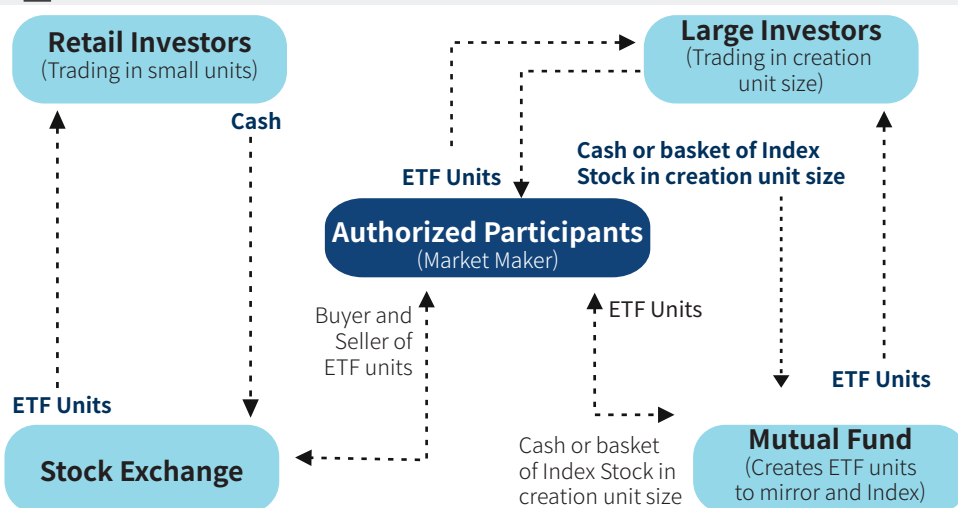 Retail Investors
(Trading in small units)
Large Investors
(Trading in creation
unit size)
Cash
ETF Units
Cash or basket of Index
Stock in creation unit size
Authorized Participants
(Market Maker)
Buyer and
Seller of
ETF units
ETF Units
ETF Units
ETF Units
Stock Exchange
Cash or basket
of Index Stock in
creation unit size
Mutual Fund
(Creates ETF units
to mirror and Index)